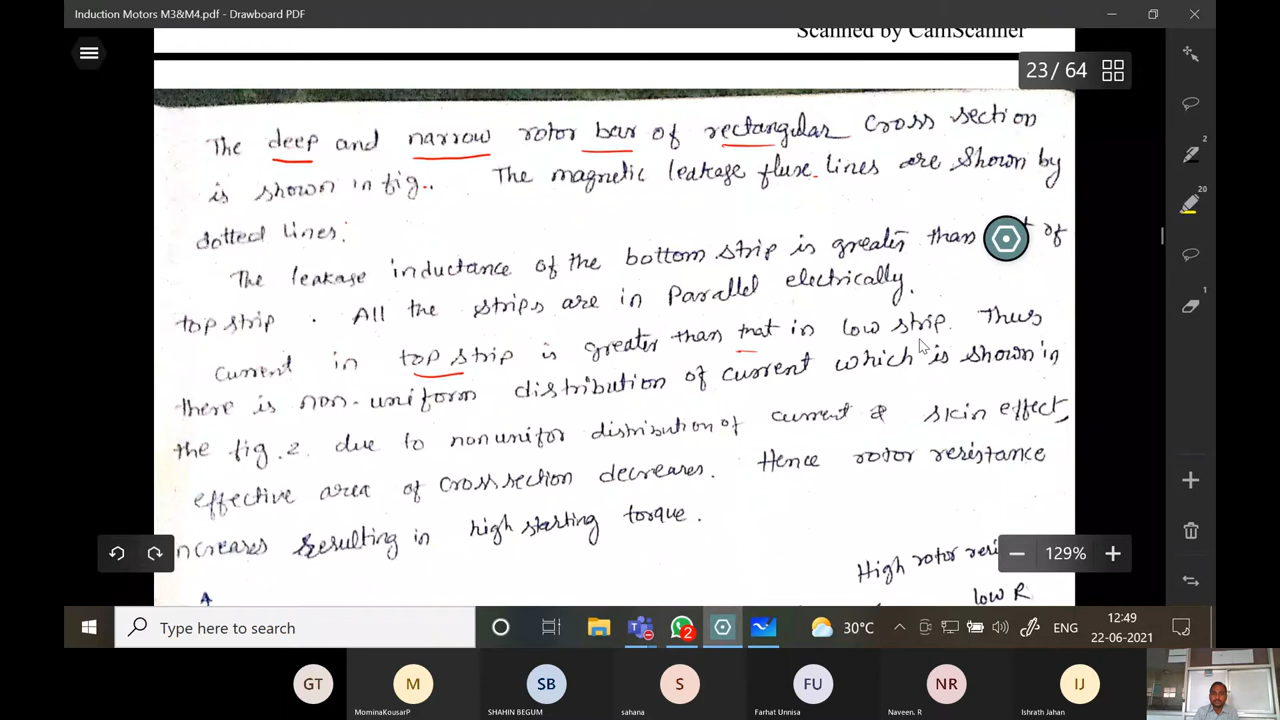 Induction Motors M3&M4.pdf - Drawboard PDF
Scanned by CamScanner
23 / 64
The deep and narrow rotor bar of rectangular cross section
is shown in fig.. The magnetic leakage flux lines are shown by
dotted lines.
The leakage inductance of the bottom strip is greater than of
top strip . All the strips are in Parallel electrically.
Current in top strip is greater than that in low strip. Thus
there is non-uniform distribution of current which is shown in
the fig.2. due to nonunifor distribution of current & skin effect,
effective area of cross section decreases. Hence rotor resistance
ncreases resulting in high starting torque.
High rotor resi
low R
A
2
20
1
129%
Type here to search
2
30°C
ENG
12:49
22-06-2021
GT
M
SB
S
FU
NR
IJ
MominaKousarP
SHAHIN BEGUM
sahana
Farhat Unnisa
Naveen. R
Ishrath Jahan